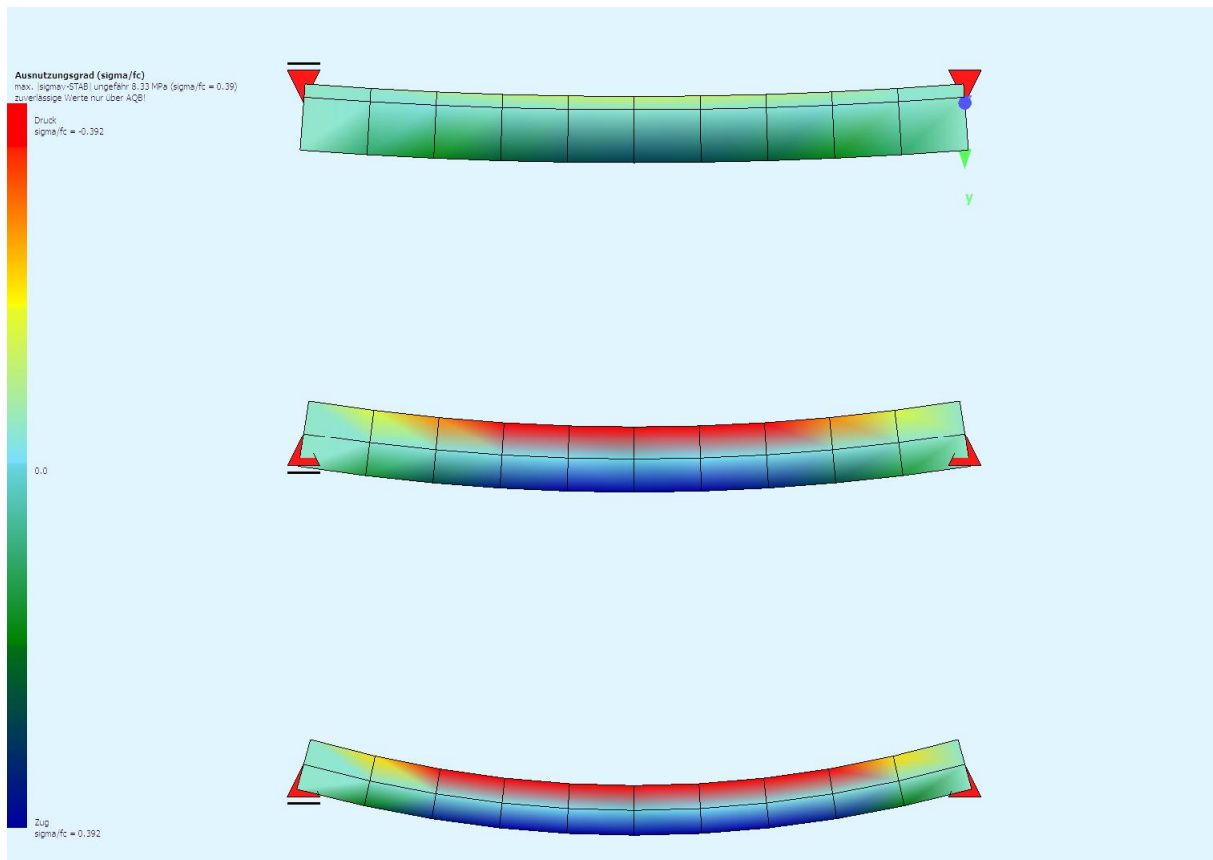 Ausnutzungsgrad (sigma/fc)
max. |sigmav-STAB| ungefähr 8.33 MPa (sigma/fc = 0.39)
zuverlässige Werte nur über AQB!
Druck
sigma/fc = -0.392
y
0.0
Zug
sigma/fc = 0.392